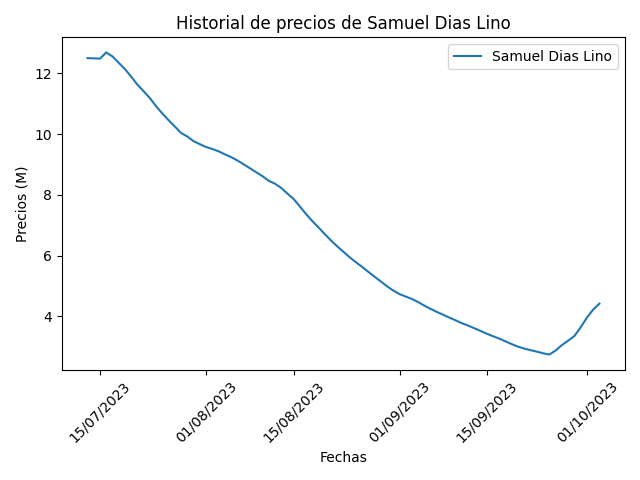 Historial de precios de Samuel Dias Lino
Samuel Dias Lino
Precios (M)
12
10
8
6
4
15/07/2023
01/08/2023
15/08/2023
01/09/2023
15/09/2023
01/10/2023
Fechas